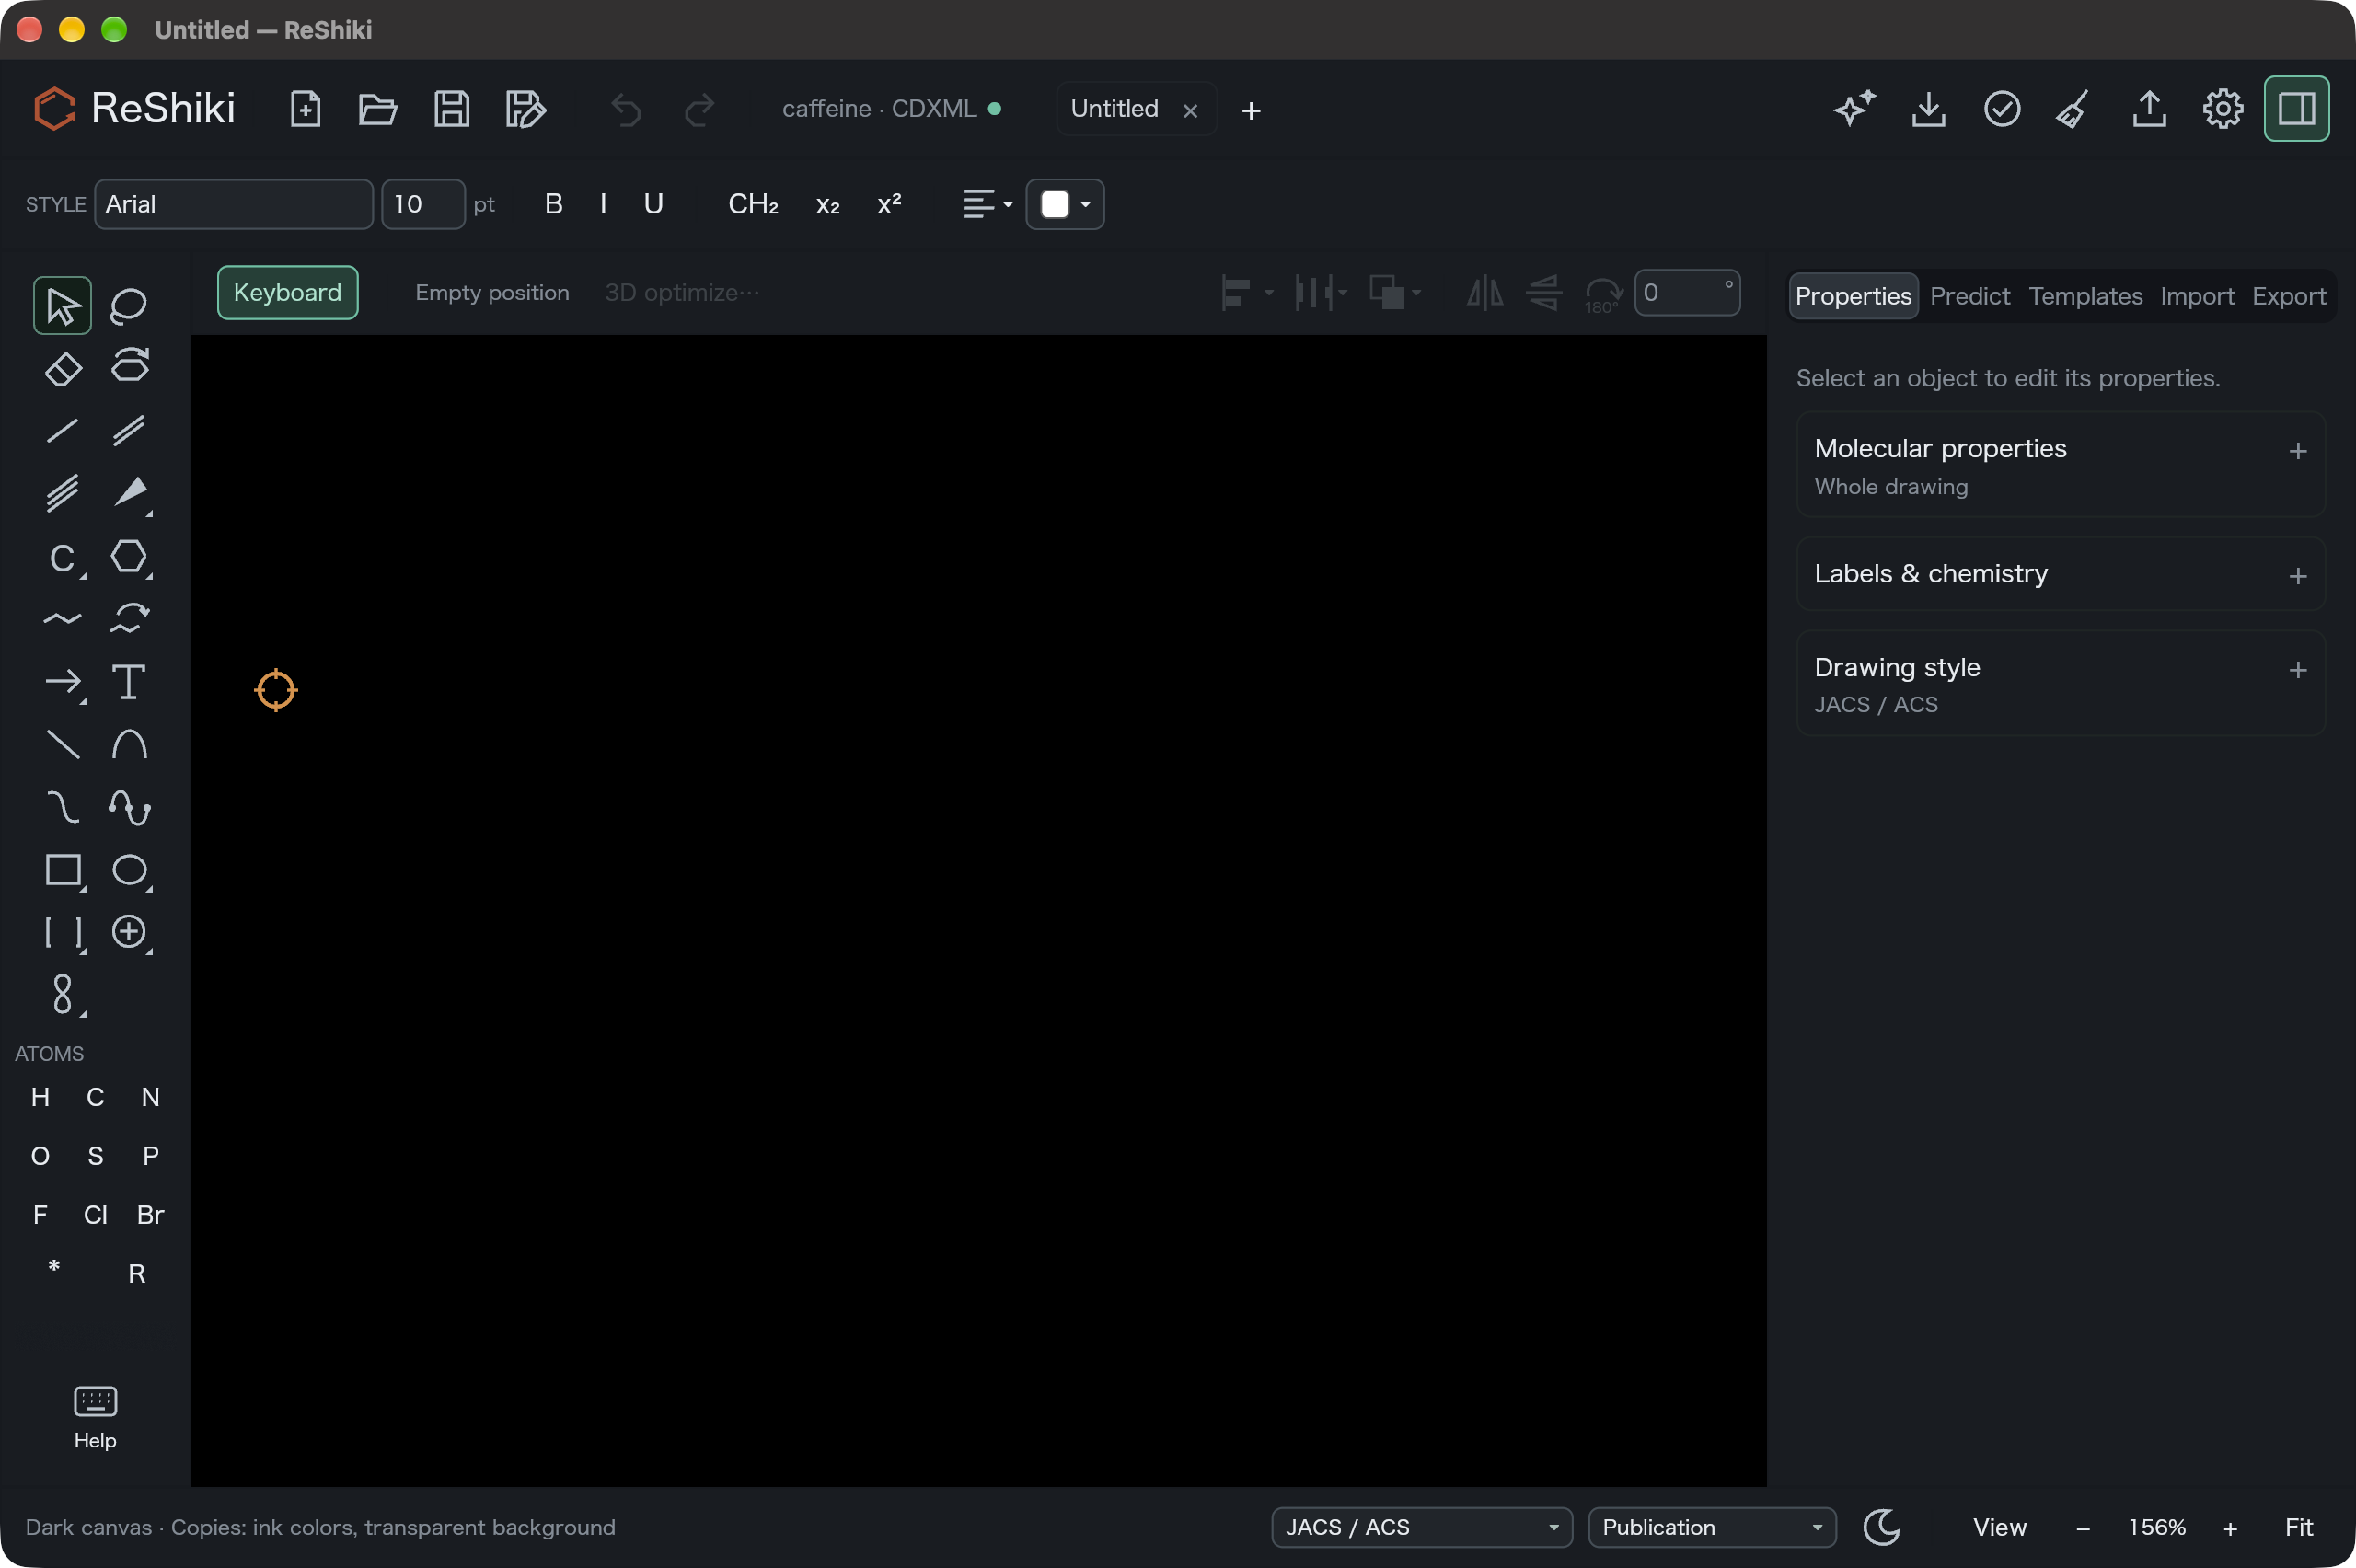 Untitled — ReShiki
ReShiki
caffeine · CDXML
Untitled
STYLE Arial 10 pt B I U CH₂ x₂ x²
Keyboard Empty position 3D optimize··· 180° 0 °
Properties Predict Templates Import Export
Select an object to edit its properties.
Molecular properties
Whole drawing
Labels & chemistry
Drawing style
JACS / ACS
C
T
ATOMS
H C N
O S P
F Cl Br
* R
Help
Dark canvas · Copies: ink colors, transparent background
JACS / ACS
Publication
View − 156% + Fit